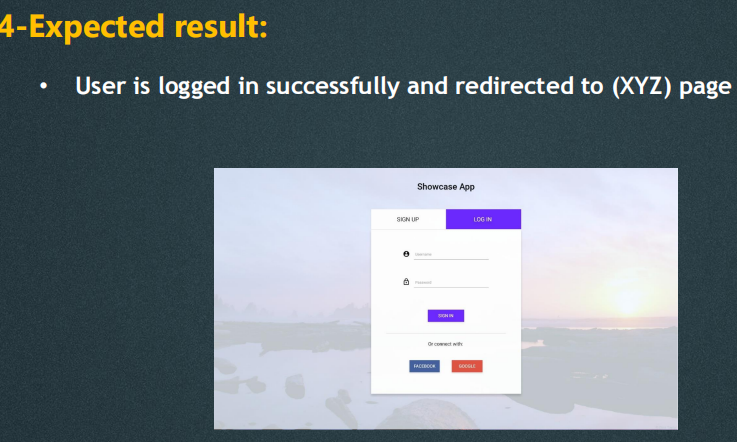 4-Expected result:
• User is logged in successfully and redirected to (XYZ) page
Showcase App
SIGN UP LOG IN
Username
Password
SIGN IN
Or connect with:
FACEBOOK GOOGLE